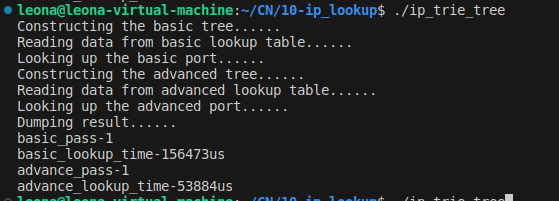 leona@leona-virtual-machine:~/CN/10-ip_lookup$ ./ip_trie_tree
Constructing the basic tree......
Reading data from basic lookup table......
Looking up the basic port......
Constructing the advanced tree......
Reading data from advanced lookup table......
Looking up the advanced port......
Dumping result......
basic_pass-1
basic_lookup_time-156473us
advance_pass-1
advance_lookup_time-53884us
leona@leona-virtual-machine:~/CN/10-ip_lookup$ ./ip_trie_tree